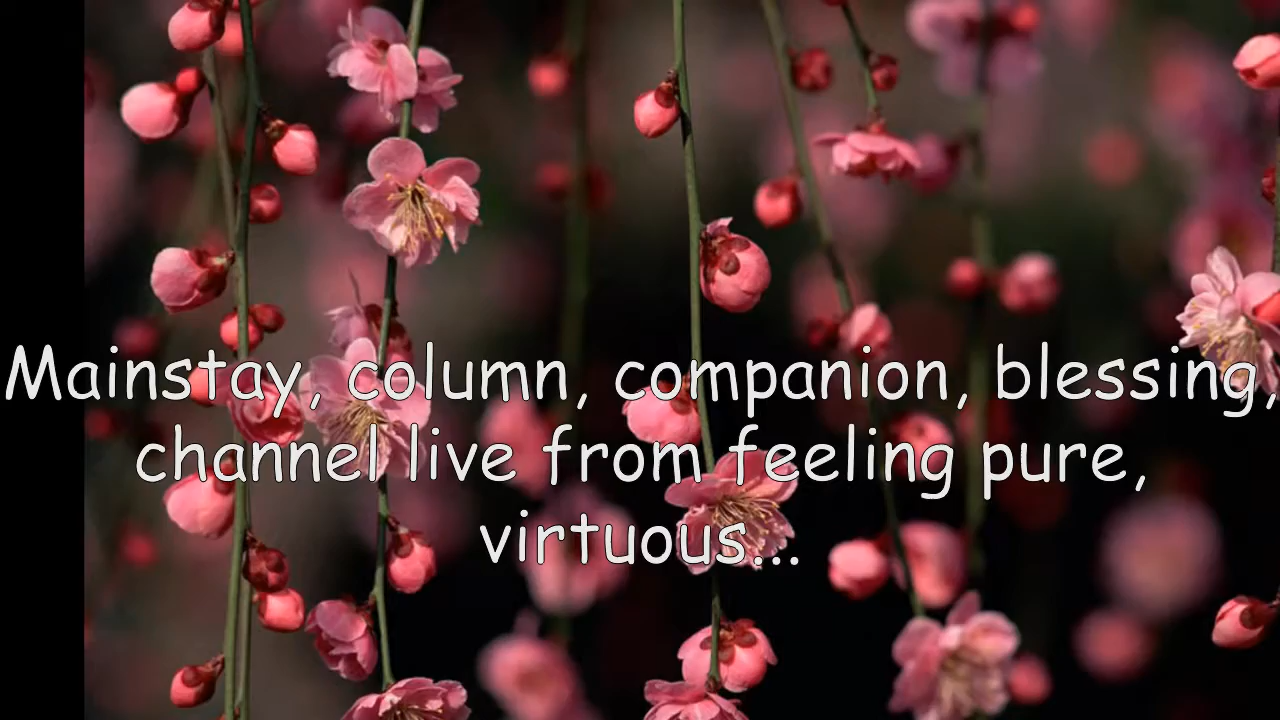 Mainstay, column, companion, blessing,
channel live from feeling pure,
virtuous...